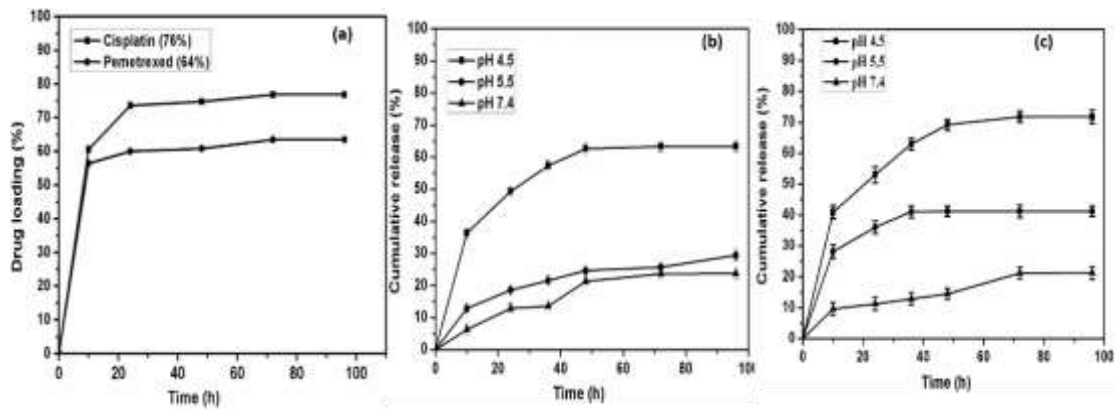 (a)
Cisplatin (76%)
Pemetrexed (64%)
Drug loading (%)
100
90
80
70
60
50
40
30
20
10
0
0 20 40 60 80 100
Time (h)
(b)
pH 4.5
pH 5.5
pH 7.4
Cumulative release (%)
100
90
80
70
60
50
40
30
20
10
0
0 20 40 60 80 100
Time (h)
(c)
pH 4.5
pH 5.5
pH 7.4
Cumulative release (%)
100
90
80
70
60
50
40
30
20
10
0
0 20 40 60 80 100
Time (h)